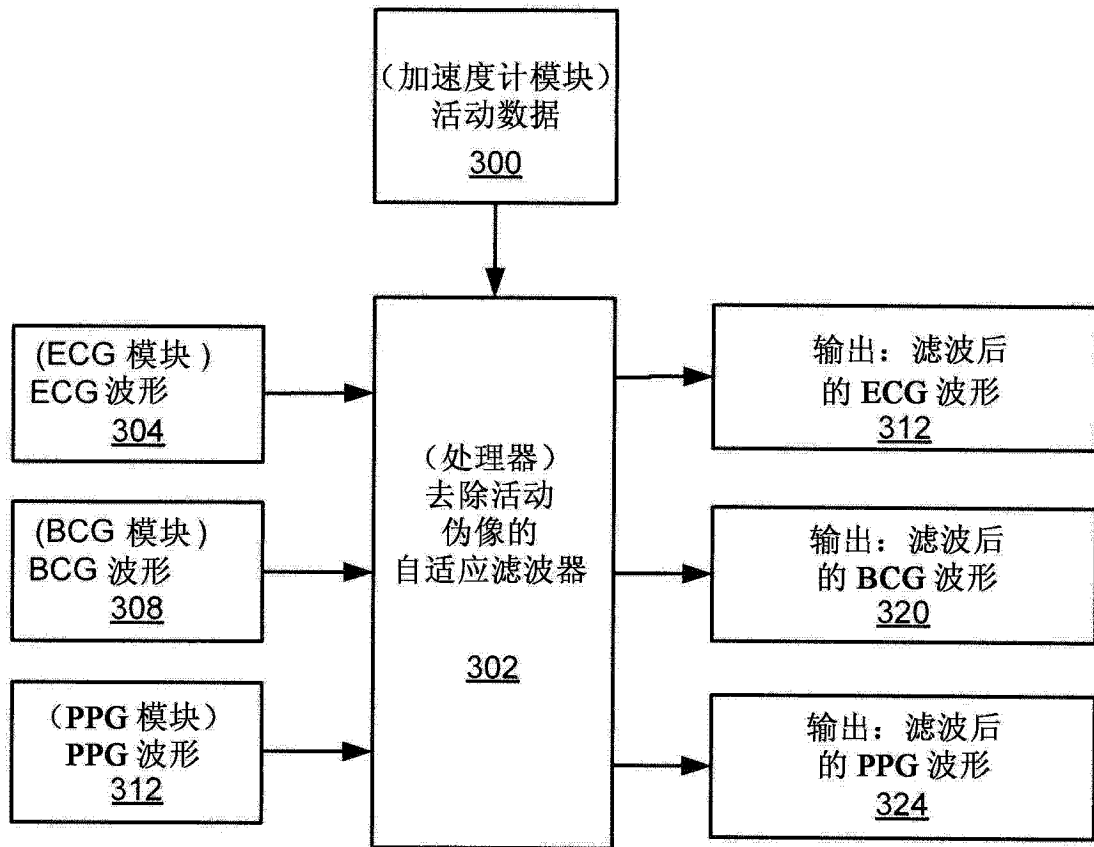 （加速度计模块）
活动数据
300
(ECG 模块）
ECG 波形
304
(BCG 模块）
BCG 波形
308
（PPG 模块）
PPG 波形
312
（处理器）
去除活动
伪像的
自适应滤波器
302
输出：滤波后
的 ECG 波形
312
输出：滤波后
的 BCG 波形
320
输出：滤波后
的 PPG 波形
324